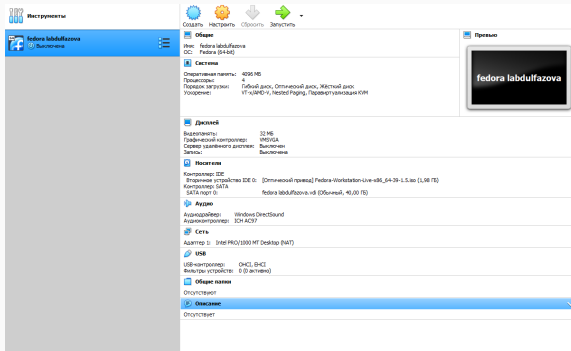 Инструменты
Создать Настроить Сбросить Запустить
fedora labdulfazova
Выключена
Общие
Имя: fedora labdulfazova
ОС: Fedora (64-bit)
Превью
fedora labdulfazova
Система
Оперативная память: 4096 МБ
Процессоры: 4
Порядок загрузки: Гибкий диск, Оптический диск, Жёсткий диск
Ускорение: VT-x/AMD-V, Nested Paging, Паравиртуализация KVM
Дисплей
Видеопамять: 32 МБ
Графический контроллер: VMSVGA
Сервер удалённого дисплея: Выключен
Запись: Выключена
Носители
Контроллер: IDE
Вторичное устройство IDE 0: [Оптический привод] Fedora-Workstation-Live-x86_64-39-1.5.iso (1,98 ГБ)
Контроллер: SATA
SATA порт 0: fedora labdulfazova.vdi (Обычный, 40,00 ГБ)
Аудио
Аудиодрайвер: Windows DirectSound
Аудиоконтроллер: ICH AC97
Сеть
Адаптер 1: Intel PRO/1000 MT Desktop (NAT)
USB
USB-контроллер: OHCI, EHCI
Фильтры устройств: 0 (0 активно)
Общие папки
Отсутствуют
Описание
Отсутствует